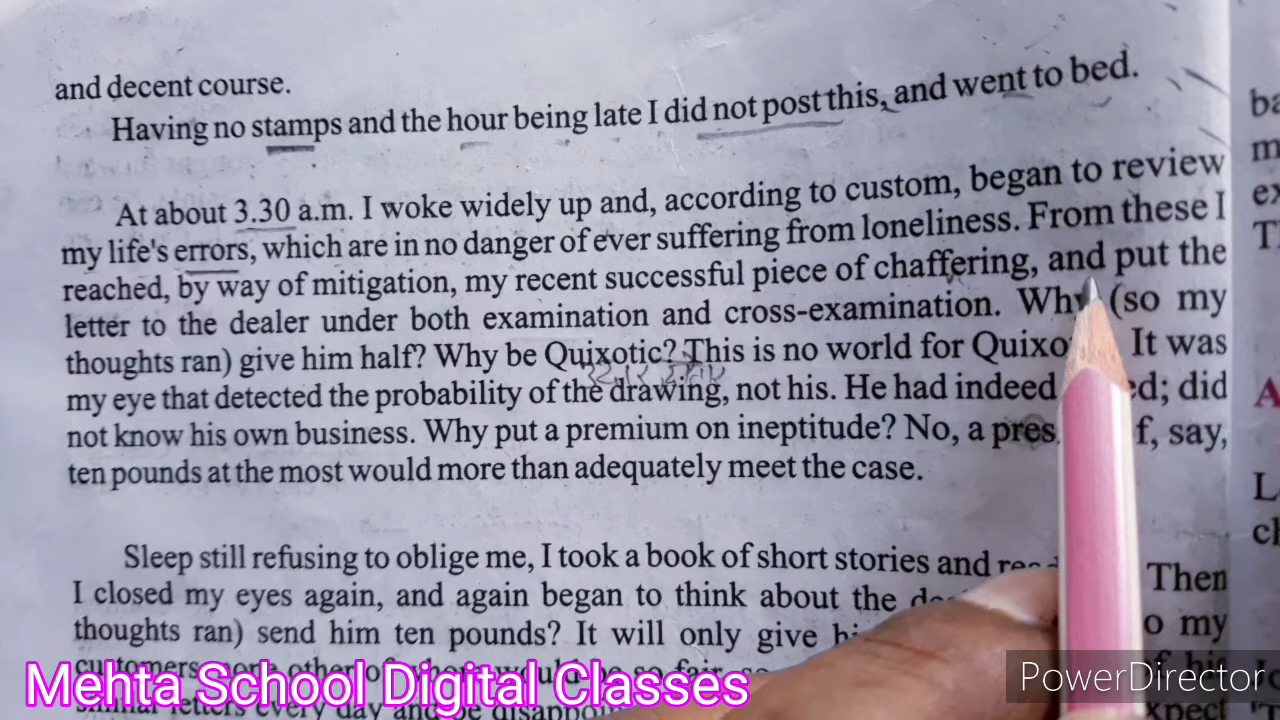 and decent course.
Having no stamps and the hour being late I did not post this, and went to bed.
At about 3.30 a.m. I woke widely up and, according to custom, began to review
my life's errors, which are in no danger of ever suffering from loneliness. From these I
reached, by way of mitigation, my recent successful piece of chaffering, and put the
letter to the dealer under both examination and cross-examination. Why (so my
thoughts ran) give him half? Why be Quixotic? This is no world for It was
my eye that detected the probability of the drawing, not his. He had indeed did
not know his own business. Why put a premium on ineptitude? No, a say,
ten pounds at the most would more than adequately meet the case.
Sleep still refusing to oblige me, I took a book of short stories and Then
I closed my eyes again, and again began to think about the
thoughts ran) send him ten pounds? It will only give my
Mehta School Digital Classes
PowerDirector